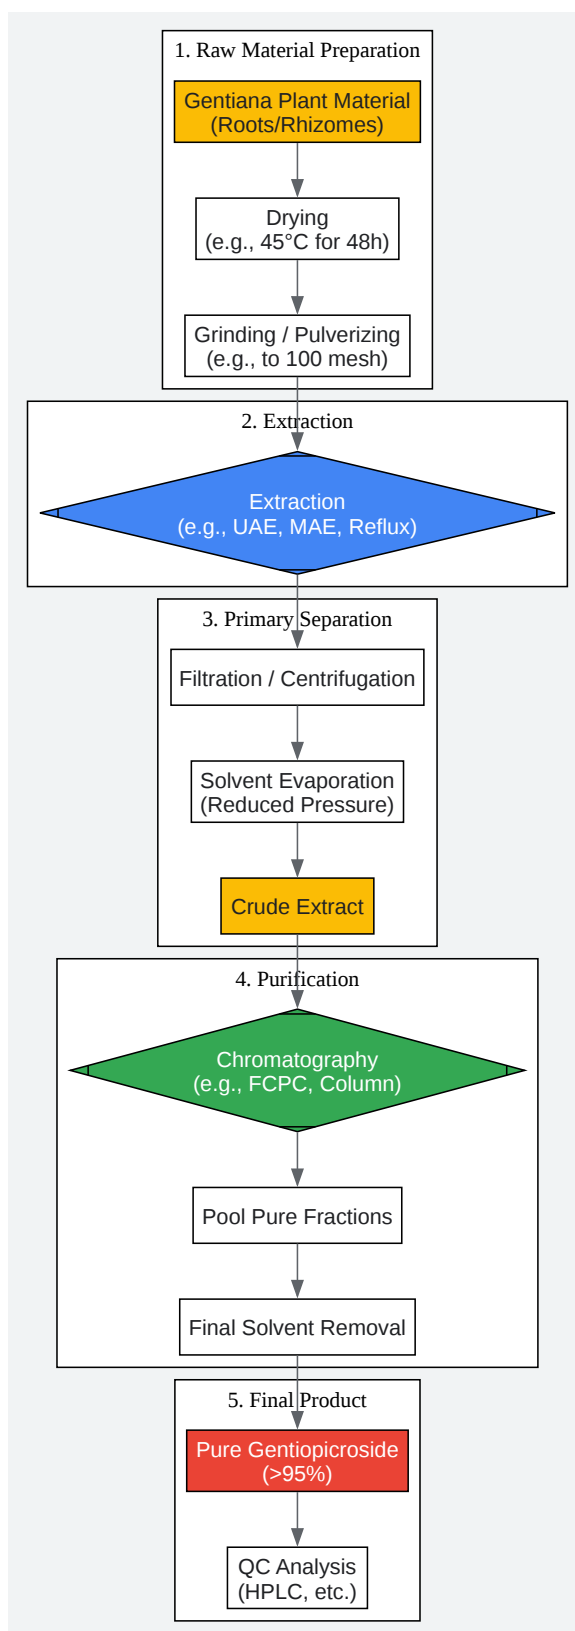 1. Raw Material Preparation
Gentiana Plant Material
(Roots/Rhizomes)
Drying
(e.g., 45°C for 48h)
Grinding / Pulverizing
(e.g., to 100 mesh)
2. Extraction
Extraction
(e.g., UAE, MAE, Reflux)
3. Primary Separation
Filtration / Centrifugation
Solvent Evaporation
(Reduced Pressure)
Crude Extract
4. Purification
Chromatography
(e.g., FCPC, Column)
Pool Pure Fractions
Final Solvent Removal
5. Final Product
Pure Gentiopicroside
(>95%)
QC Analysis
(HPLC, etc.)